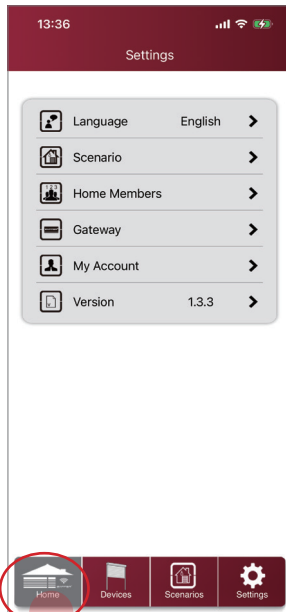 13:36
Settings
Language English
Scenario
Home Members
Gateway
My Account
Version 1.3.3
Home Devices Scenarios Settings